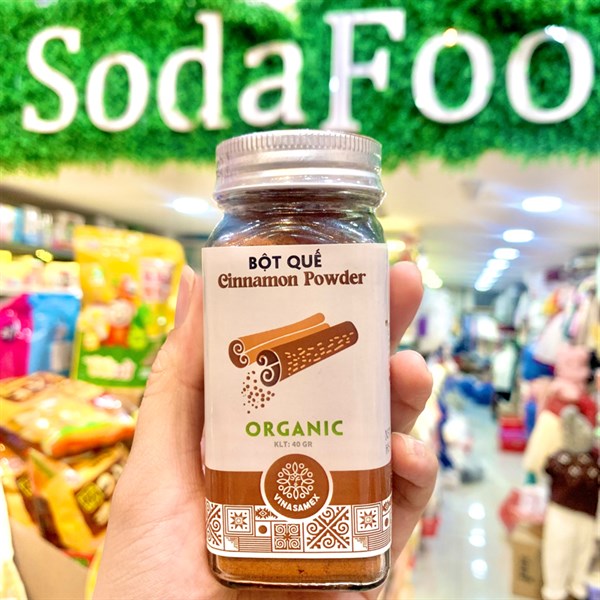 SodaFoo
BỘT QUẾ
Cinnamon Powder
ORGANIC
KLT: 40 GR
VINASAMEX